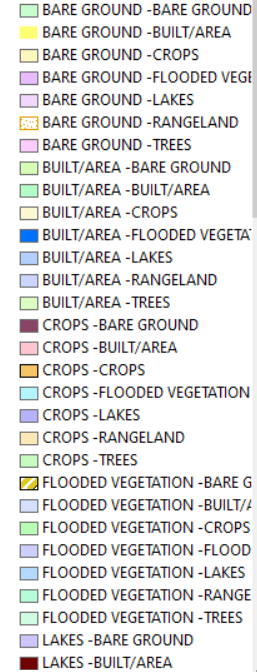 BARE GROUND -BARE GROUND
BARE GROUND -BUILT/AREA
BARE GROUND -CROPS
BARE GROUND -FLOODED VEGE
BARE GROUND -LAKES
BARE GROUND -RANGELAND
BARE GROUND -TREES
BUILT/AREA -BARE GROUND
BUILT/AREA -BUILT/AREA
BUILT/AREA -CROPS
BUILT/AREA -FLOODED VEGETA
BUILT/AREA -LAKES
BUILT/AREA -RANGELAND
BUILT/AREA -TREES
CROPS -BARE GROUND
CROPS -BUILT/AREA
CROPS -CROPS
CROPS -FLOODED VEGETATION
CROPS -LAKES
CROPS -RANGELAND
CROPS -TREES
FLOODED VEGETATION -BARE G
FLOODED VEGETATION -BUILT/A
FLOODED VEGETATION -CROPS
FLOODED VEGETATION -FLOOD
FLOODED VEGETATION -LAKES
FLOODED VEGETATION -RANGE
FLOODED VEGETATION -TREES
LAKES -BARE GROUND
LAKES -BUILT/AREA